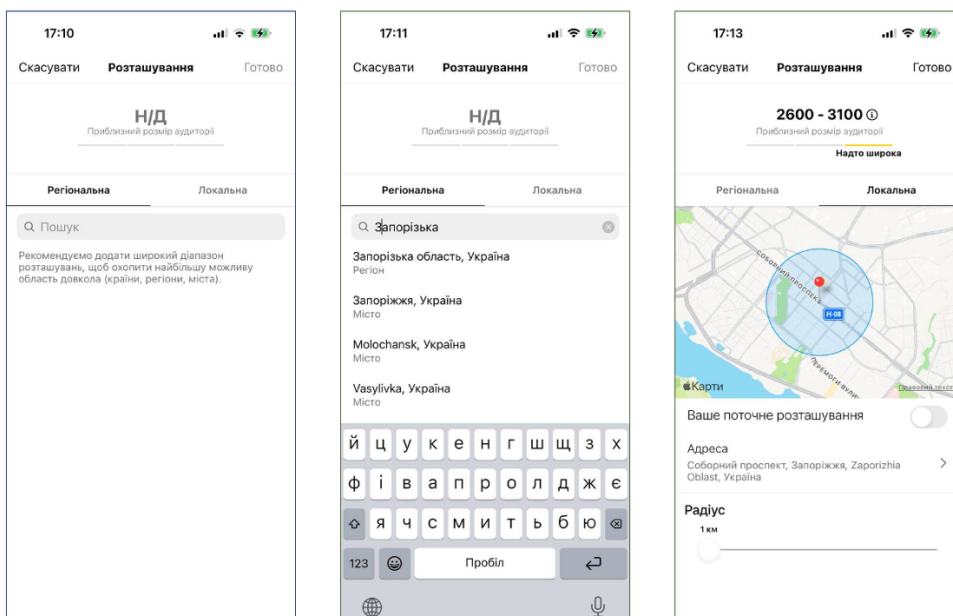 17:10
Скасувати Розташування Готово
Н/Д
Приблизний розмір аудиторії
Регіональна Локальна
Пошук
Рекомендуємо додати широкий діапазон
розташувань, щоб охопити найбільшу можливу
область довкола (країни, регіони, міста).
17:11
Скасувати Розташування Готово
Н/Д
Приблизний розмір аудиторії
Регіональна Локальна
Запорізька
Запорізька область, Україна
Регіон
Запоріжжя, Україна
Місто
Molochansk, Україна
Місто
Vasylivka, Україна
Місто
й ц у к е н г ш щ з х
ф і в а п р о л д ж є
я ч с м и т ь б ю
123 Пробіл
17:13
Скасувати Розташування Готово
2600 - 3100
Приблизний розмір аудиторії
Надто широка
Регіональна Локальна
СОБОРНИЙ ПРОСПЕКТ
Н-08
ПЕРЕМОГИ ВУЛИ
Карти
Правовий текст
Ваше поточне розташування
Адреса
Соборний проспект, Запоріжжя, Zaporizhia
Oblast, Україна
Радіус
1 км